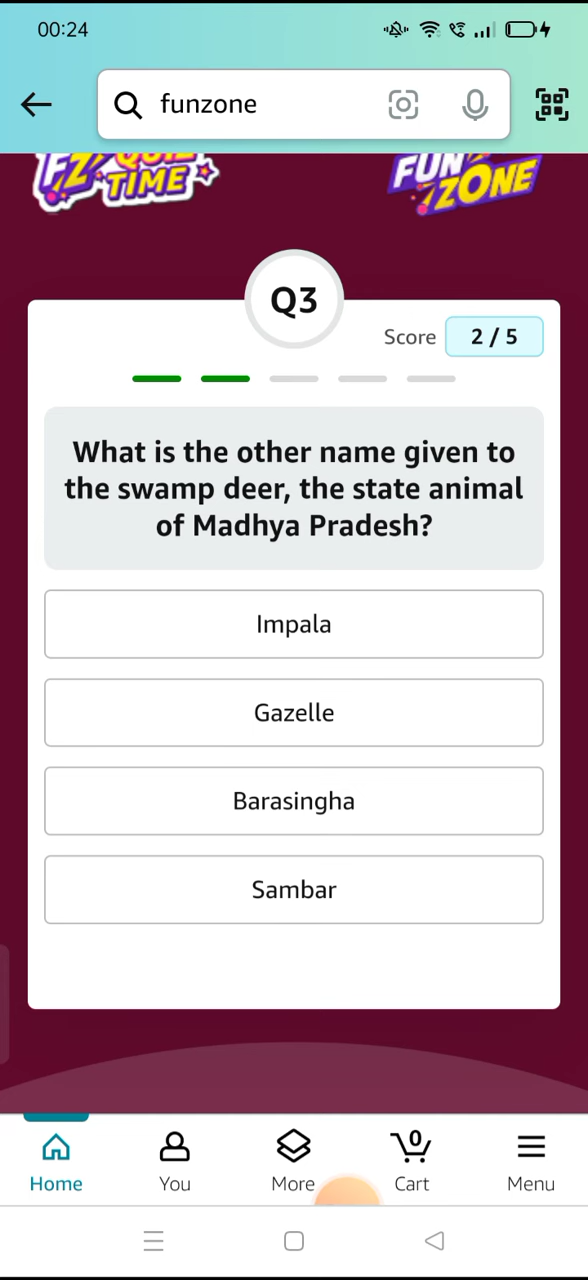 00:24
funzone
FZ QUIZ
TIME
FUN
ZONE
Q3
Score 2 / 5
What is the other name given to
the swamp deer, the state animal
of Madhya Pradesh?
Impala
Gazelle
Barasingha
Sambar
0
Home You More Cart Menu